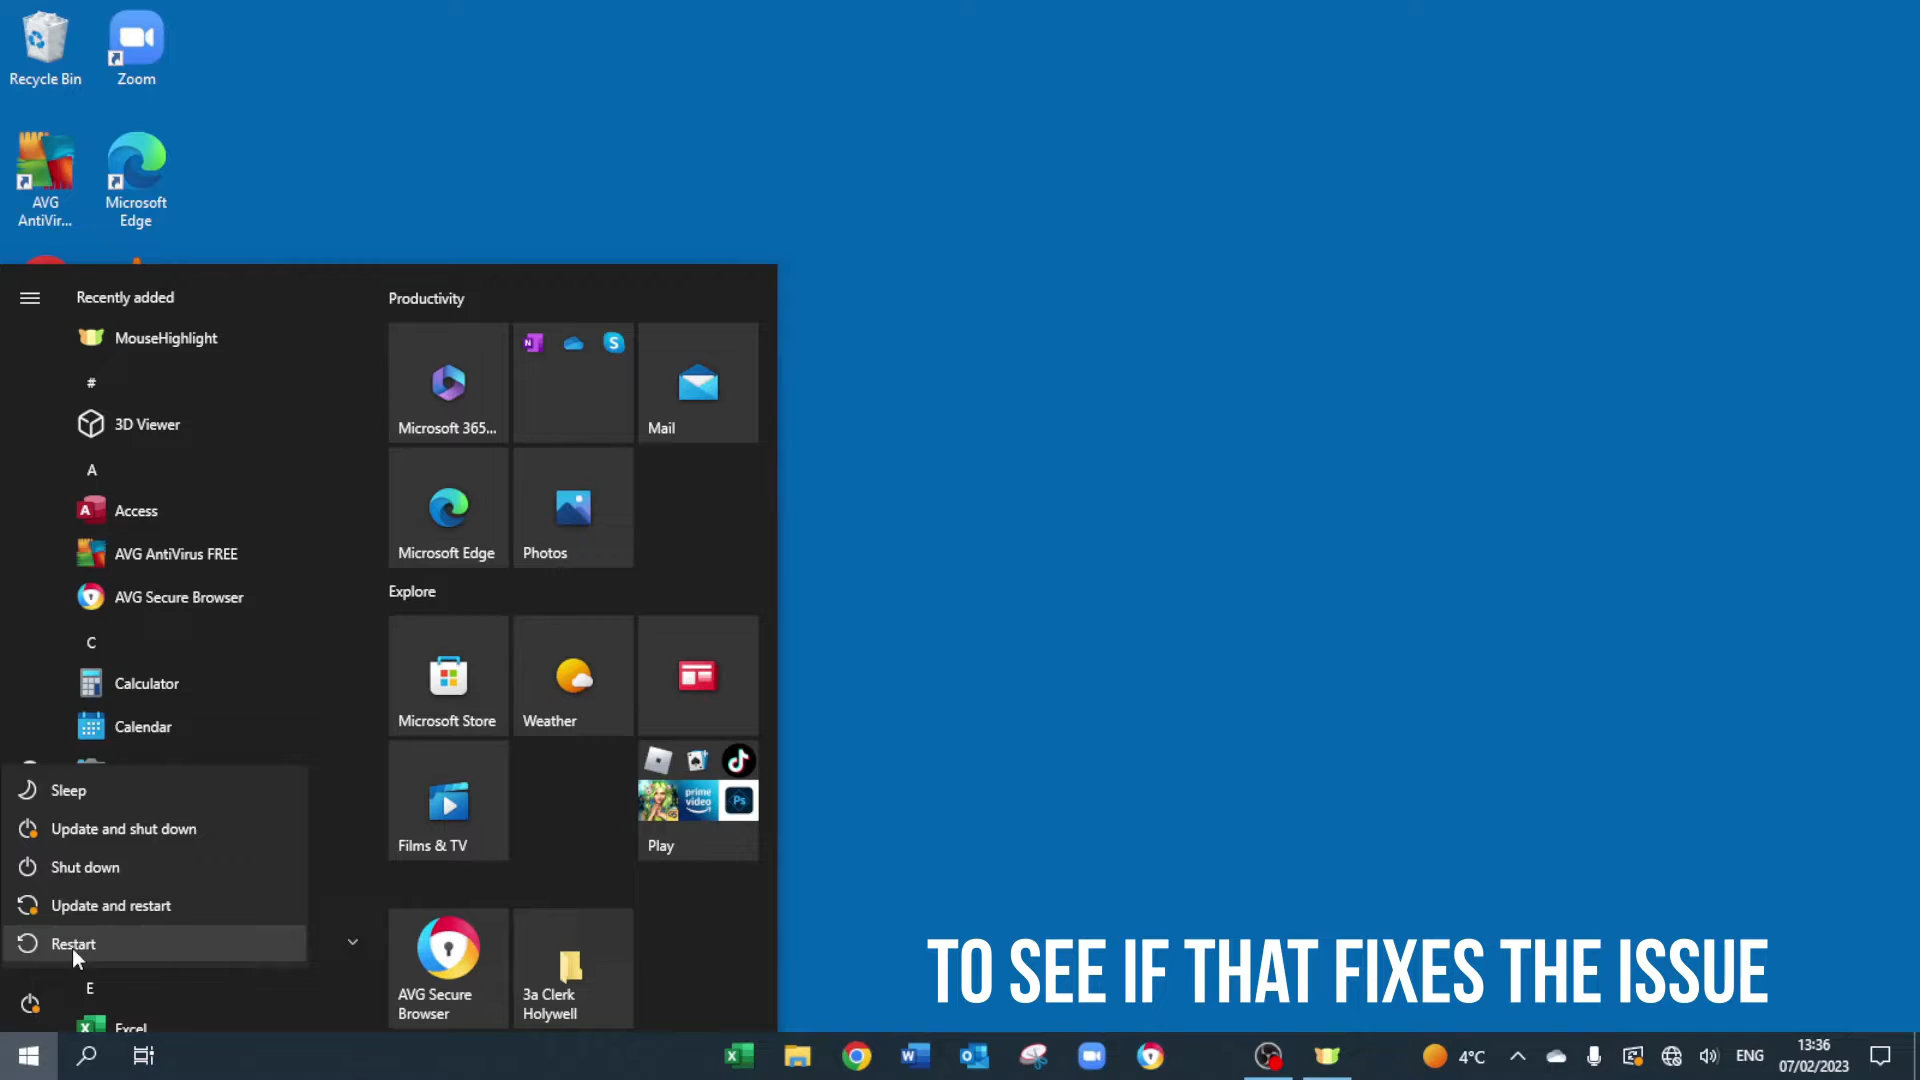 Recycle Bin
Zoom
AVG
AntiVir...
Microsoft
Edge
Recently added
MouseHighlight
#
3D Viewer
A
Access
AVG AntiVirus FREE
AVG Secure Browser
C
Calculator
Calendar
Sleep
Update and shut down
Shut down
Update and restart
Restart
E
Excel
Productivity
N
S
Microsoft 365...
Mail
Microsoft Edge
Photos
Explore
Microsoft Store
Weather
Films & TV
prime
video
Ps
Play
AVG Secure
Browser
3a Clerk
Holywell
TO SEE IF THAT FIXES THE ISSUE
4°C
ENG
13:36
07/02/2023